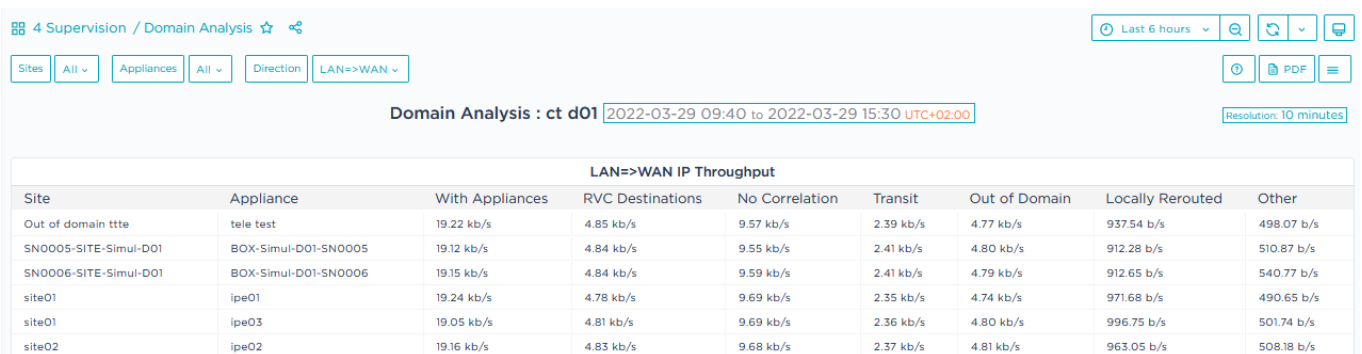 4 Supervision / Domain Analysis
Last 6 hours
Sites All Appliances All Direction LAN=>WAN
PDF
Domain Analysis : ct d01 2022-03-29 09:40 to 2022-03-29 15:30 UTC+02:00
Resolution: 10 minutes
LAN=>WAN IP Throughput
Site Appliance With Appliances RVC Destinations No Correlation Transit Out of Domain Locally Rerouted Other
Out of domain ttte tele test 19.22 kb/s 4.85 kb/s 9.57 kb/s 2.39 kb/s 4.77 kb/s 937.54 b/s 498.07 b/s
SN0005-SITE-Simul-D01 BOX-Simul-D01-SN0005 19.12 kb/s 4.84 kb/s 9.55 kb/s 2.41 kb/s 4.80 kb/s 912.28 b/s 510.87 b/s
SN0006-SITE-Simul-D01 BOX-Simul-D01-SN0006 19.15 kb/s 4.84 kb/s 9.59 kb/s 2.41 kb/s 4.79 kb/s 912.65 b/s 540.77 b/s
site01 ipe01 19.24 kb/s 4.78 kb/s 9.69 kb/s 2.35 kb/s 4.74 kb/s 971.68 b/s 490.65 b/s
site01 ipe03 19.05 kb/s 4.81 kb/s 9.69 kb/s 2.36 kb/s 4.80 kb/s 996.75 b/s 501.74 b/s
site02 ipe02 19.16 kb/s 4.83 kb/s 9.68 kb/s 2.37 kb/s 4.81 kb/s 963.05 b/s 508.18 b/s